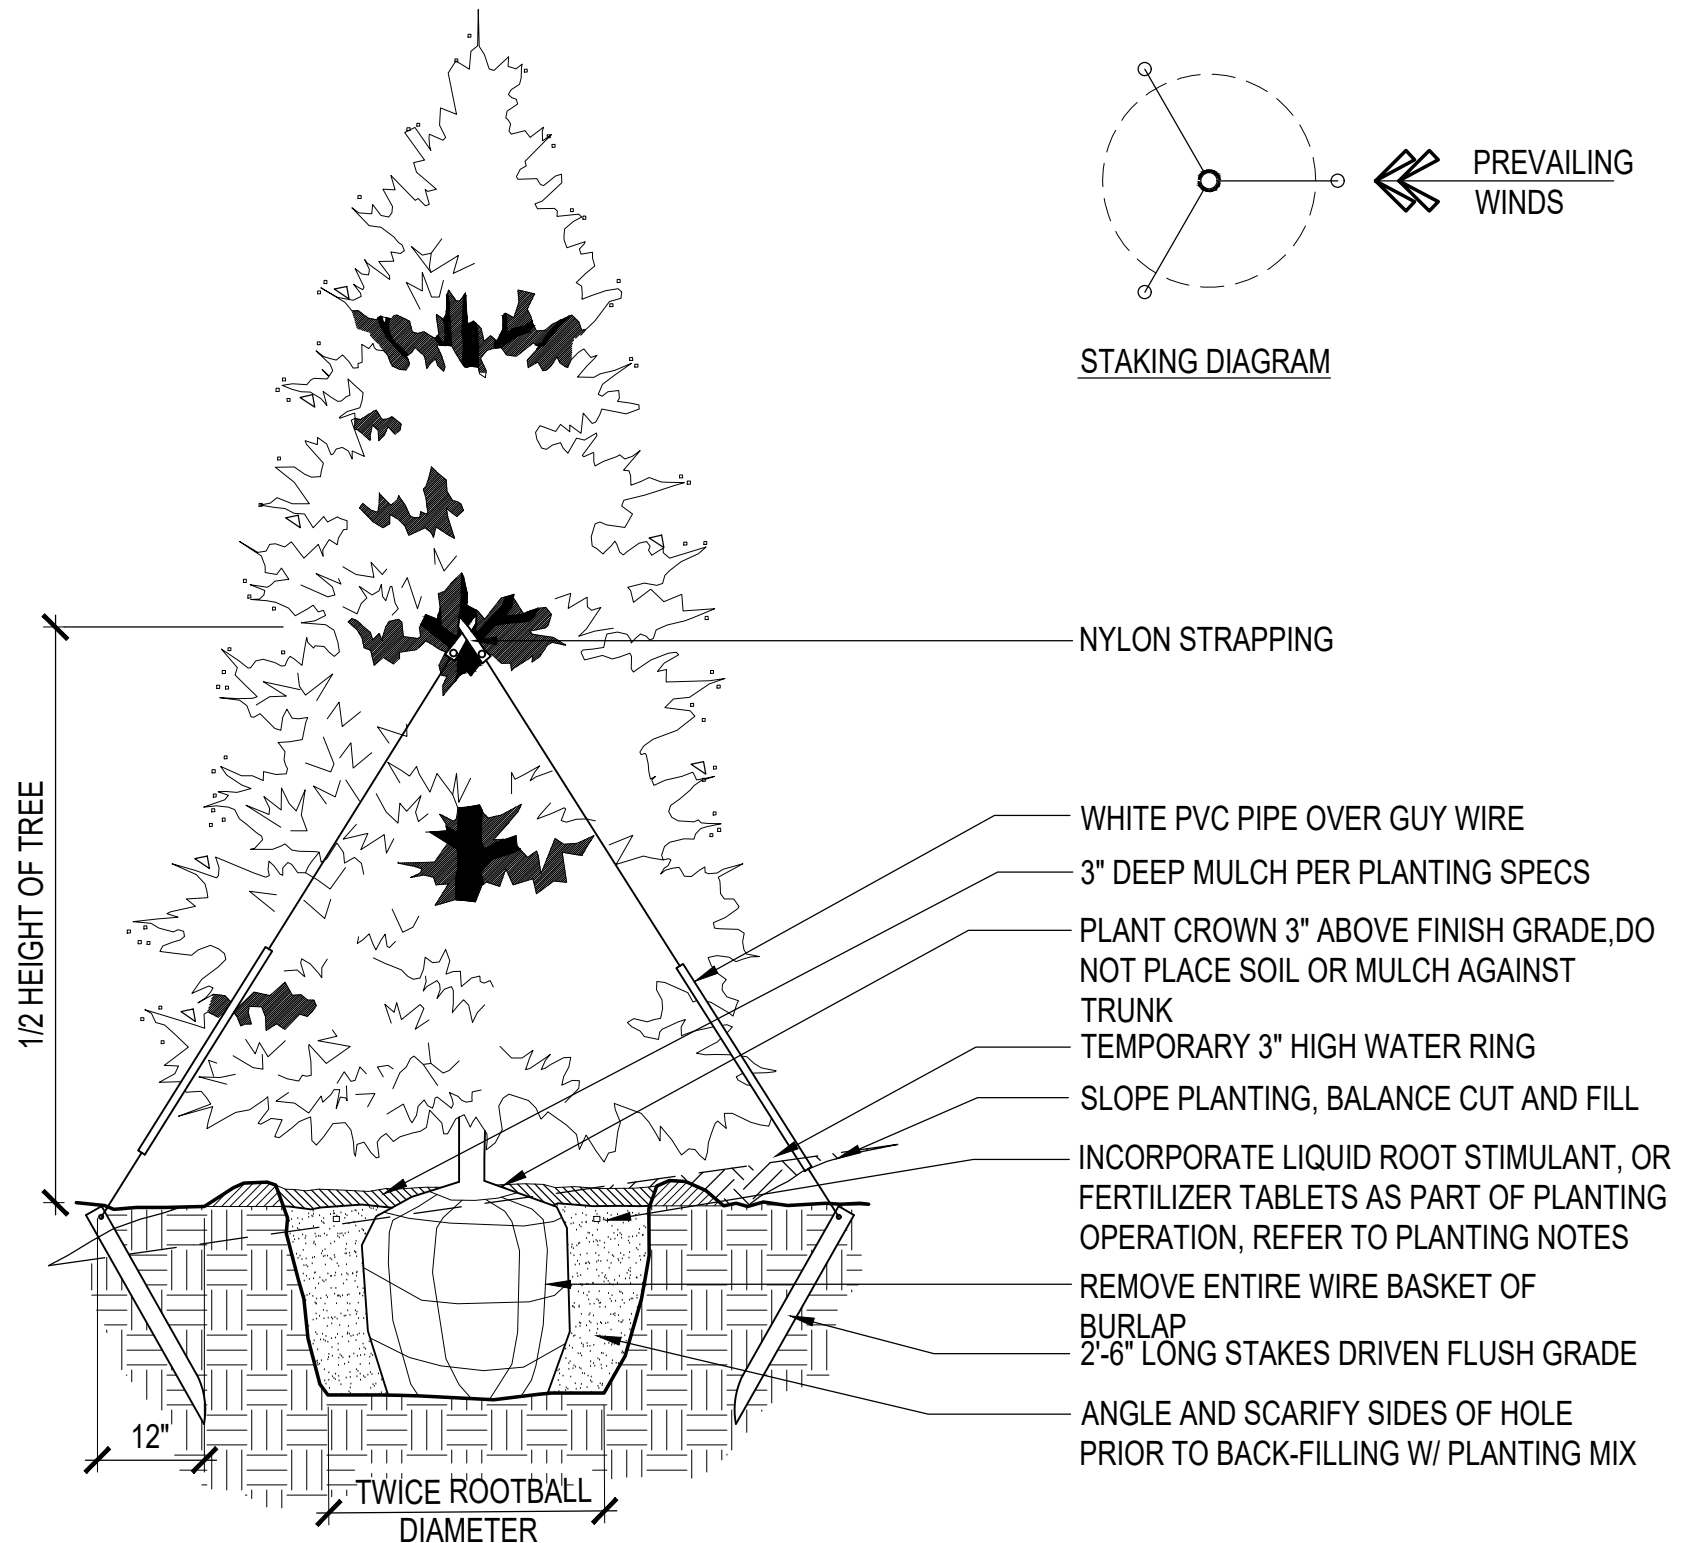 PREVAILING
WINDS
STAKING DIAGRAM
NYLON STRAPPING
1/2 HEIGHT OF TREE
WHITE PVC PIPE OVER GUY WIRE
3" DEEP MULCH PER PLANTING SPECS
PLANT CROWN 3" ABOVE FINISH GRADE,DO
NOT PLACE SOIL OR MULCH AGAINST
TRUNK
TEMPORARY 3" HIGH WATER RING
SLOPE PLANTING, BALANCE CUT AND FILL
INCORPORATE LIQUID ROOT STIMULANT, OR
FERTILIZER TABLETS AS PART OF PLANTING
OPERATION, REFER TO PLANTING NOTES
REMOVE ENTIRE WIRE BASKET OF
BURLAP
2'-6" LONG STAKES DRIVEN FLUSH GRADE
ANGLE AND SCARIFY SIDES OF HOLE
PRIOR TO BACK-FILLING W/ PLANTING MIX
12"
TWICE ROOTBALL
DIAMETER